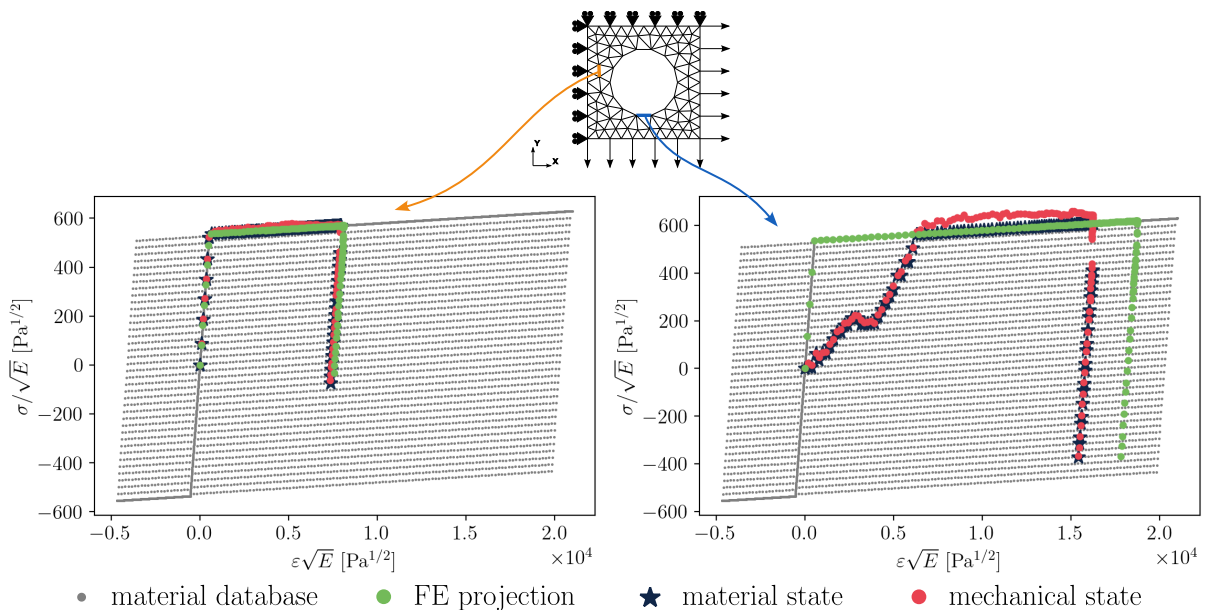 Y
X
600
400
200
0
−200
−400
−600
σ/√E [Pa^{1/2}]
−0.5
0.0
0.5
1.0
1.5
2.0
×10^4
ε√E [Pa^{1/2}]
600
400
200
0
−200
−400
−600
σ/√E [Pa^{1/2}]
−0.5
0.0
0.5
1.0
1.5
2.0
×10^4
ε√E [Pa^{1/2}]
material database
FE projection
material state
mechanical state